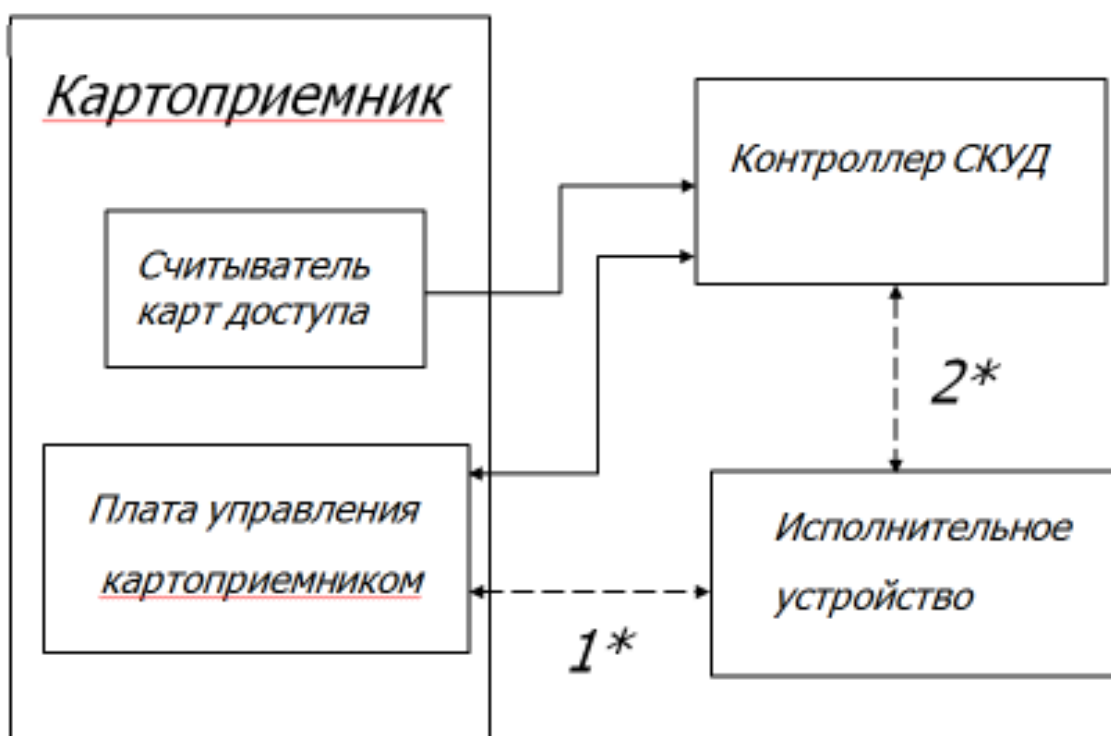 Картоприемник
Контроллер СКУД
Считыватель
карт доступа
2*
Плата управления
картоприемником
Исполнительное
устройство
1*